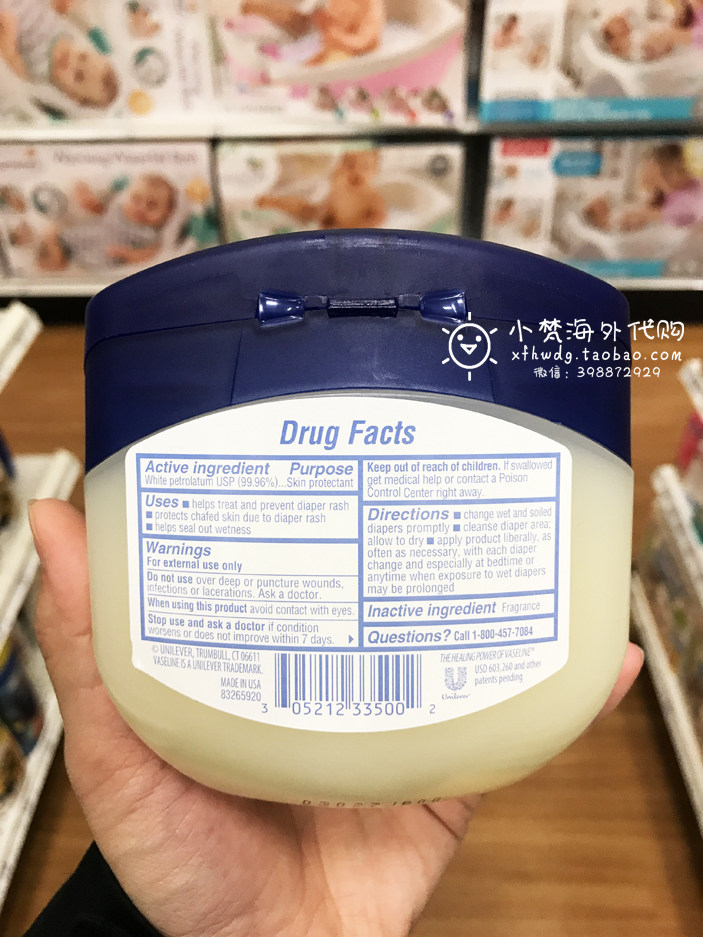 小梵海外代购
xfhwdg.taobao.com
微信: 398872929
Drug Facts
Active ingredient Purpose
White petrolatum USP (99.96%)...Skin protectant
Uses ■ helps treat and prevent diaper rash
■ protects chafed skin due to diaper rash
■ helps seal out wetness
Warnings
For external use only
Do not use over deep or puncture wounds,
infections or lacerations. Ask a doctor.
When using this product avoid contact with eyes.
Stop use and ask a doctor if condition
worsens or does not improve within 7 days.
Keep out of reach of children. If swallowed
get medical help or contact a Poison
Control Center right away.
Directions ■ change wet and soiled
diapers promptly ■ cleanse diaper area;
allow to dry ■ apply product liberally, as
often as necessary, with each diaper
change and especially at bedtime or
anytime when exposure to wet diapers
may be prolonged
Inactive ingredient Fragrance
Questions? Call 1-800-457-7084
© UNILEVER, TRUMBULL, CT 06611
VASELINE IS A UNILEVER TRADEMARK.
MADE IN USA
83265920
3 05212 33500 2
THE HEALING POWER OF VASELINE™
USD 603,260 and other
patents pending
Unilever